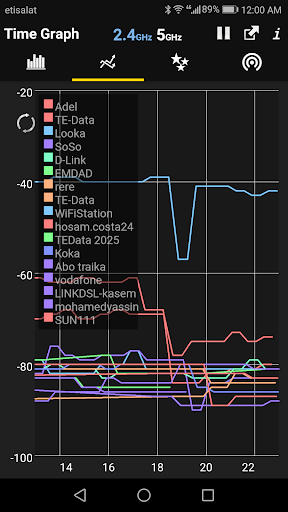 etisalat 89% 12:00 AM
Time Graph 2.4GHz 5GHz
-20
Adel
TE-Data
Looka
SoSo
D-Link
EMDAD
rere
TE-Data
WiFiStation
hosam.costa24
TEData 2025
Koka
Abo traika
vodafone
LINKDSL-kasem
mohamedyassin
SUN111
-40
-60
-80
-100
14 16 18 20 22